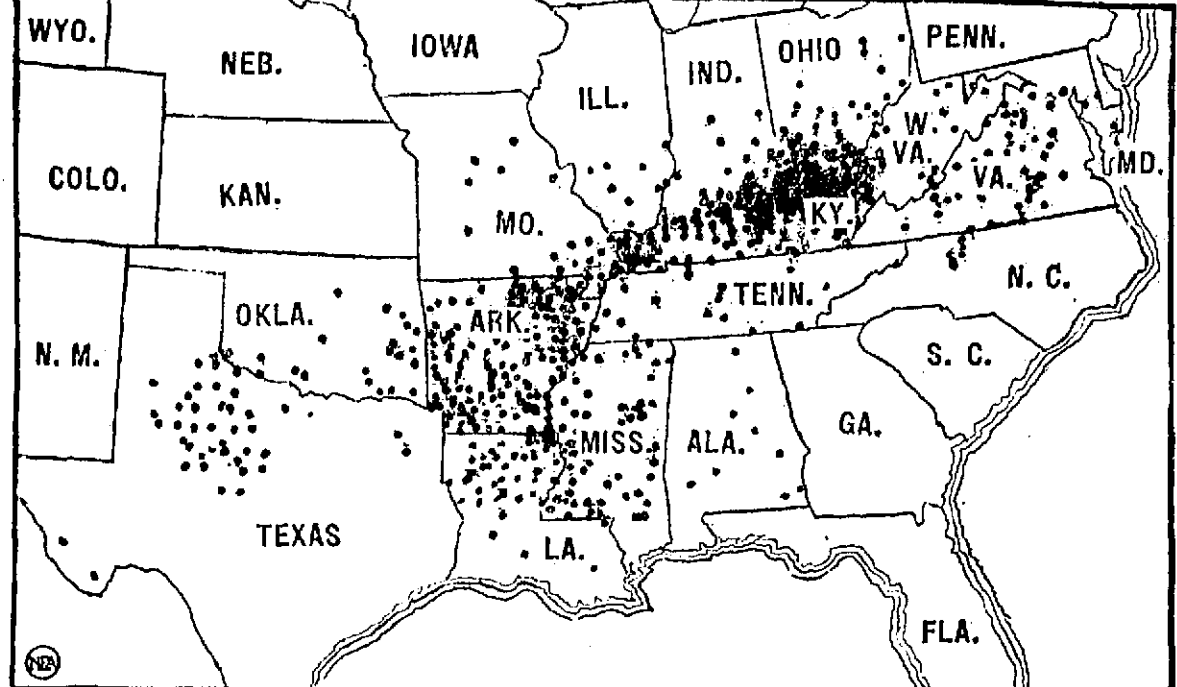 WYO.
NEB.
IOWA
ILL.
IND.
OHIO
PENN.
COLO.
KAN.
MO.
KY.
W.
VA.
VA.
MD.
N. M.
OKLA.
ARK.
TENN.
N. C.
S. C.
TEXAS
LA.
MISS.
ALA.
GA.
FLA.
NEA